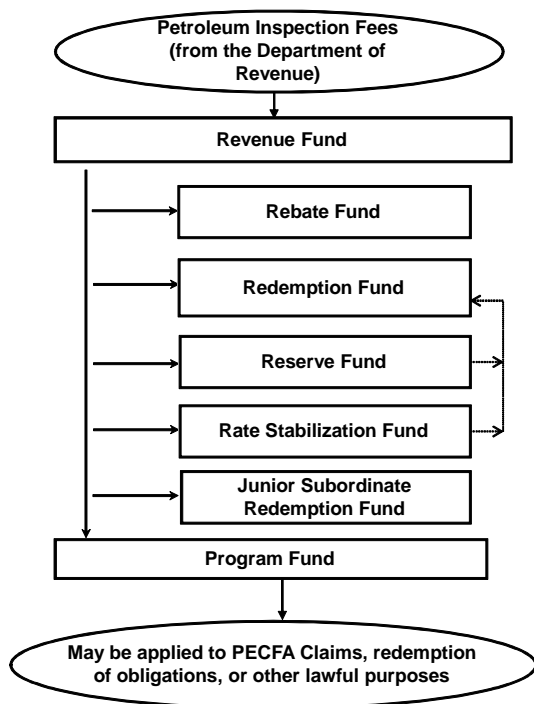 Petroleum Inspection Fees
(from the Department of
Revenue)
Revenue Fund
Rebate Fund
Redemption Fund
Reserve Fund
Rate Stabilization Fund
Junior Subordinate
Redemption Fund
Program Fund
May be applied to PECFA Claims, redemption
of obligations, or other lawful purposes